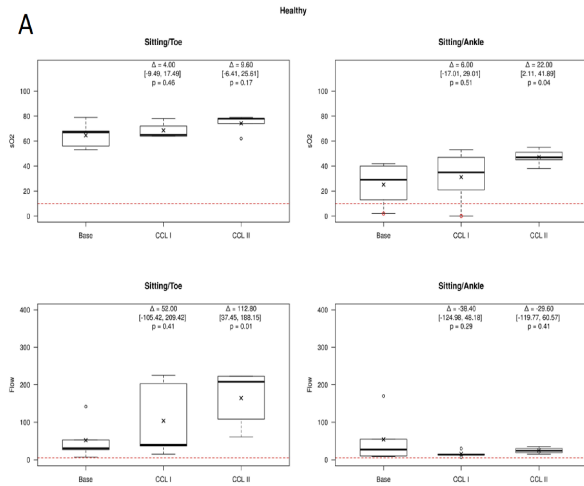 Healthy
A
Sitting/Toe
Δ = 4.00
[-9.49, 17.49]
p = 0.46
Δ = 9.60
[-6.41, 25.61]
p = 0.17
sO2
100
80
60
40
20
0
Base
CCL I
CCL II
Sitting/Ankle
Δ = 6.00
[-17.01, 29.01]
p = 0.51
Δ = 22.00
[2.11, 41.89]
p = 0.04
sO2
100
80
60
40
20
0
Base
CCL I
CCL II
Sitting/Toe
Δ = 52.00
[-105.42, 209.42]
p = 0.41
Δ = 112.80
[37.45, 188.15]
p = 0.01
Flow
400
300
200
100
0
Base
CCL I
CCL II
Sitting/Ankle
Δ = -38.40
[-124.98, 48.18]
p = 0.29
Δ = -29.60
[-119.77, 60.57]
p = 0.41
Flow
400
300
200
100
0
Base
CCL I
CCL II